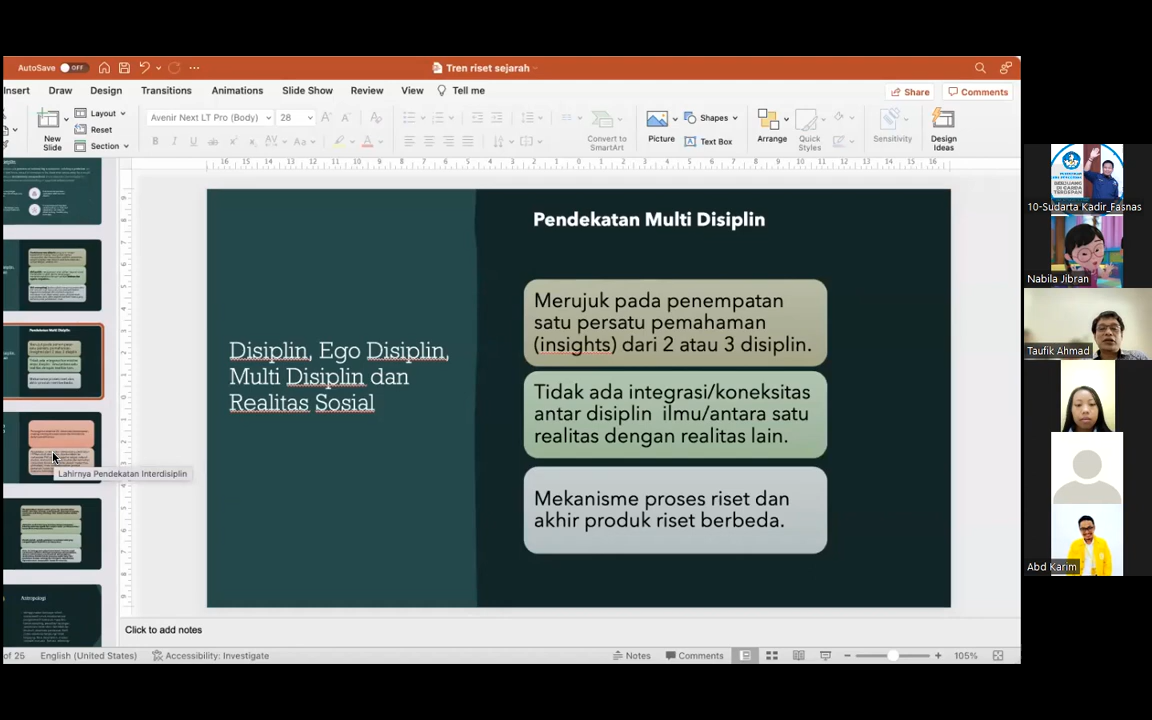 AutoSave OFF
Tren riset sejarah
Insert Draw Design Transitions Animations Slide Show Review View Tell me
Share Comments
New Slide
Layout
Reset
Section
Avenir Next LT Pro (Body) 28
Convert to SmartArt
Picture
Shapes
Text Box
Arrange
Quick Styles
Sensitivity
Design Ideas
Pendekatan Multi Disiplin
Disiplin, Ego Disiplin,
Multi Disiplin dan
Realitas Sosial
Merujuk pada penempatan
satu persatu pemahaman
(insights) dari 2 atau 3 disiplin.
Tidak ada integrasi/koneksitas
antar disiplin ilmu/antara satu
realitas dengan realitas lain.
Mekanisme proses riset dan
akhir produk riset berbeda.
Lahirnya Pendekatan Interdisiplin
Astropologi
Click to add notes
of 25 English (United States) Accessibility: Investigate
Notes Comments 105%
10-Sudarta Kadir_Fasnas
Nabila Jibran
Taufik Ahmad
Abd Karim